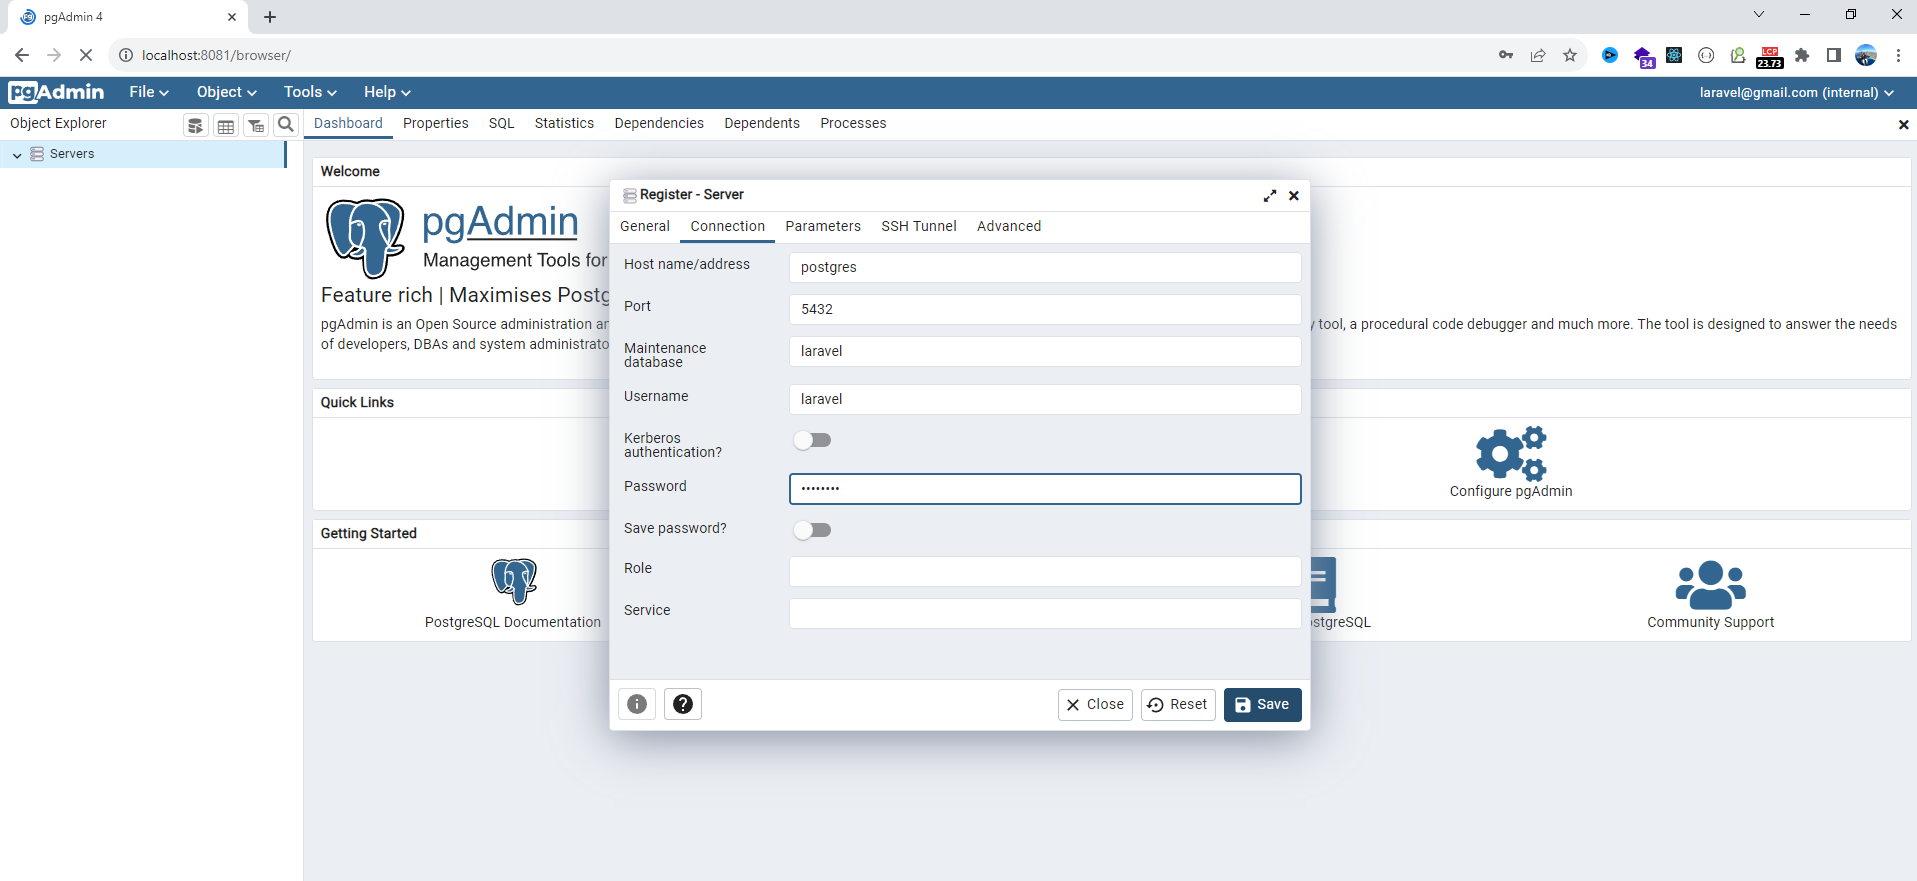 pgAdmin 4
localhost:8081/browser/
34
LCP
23.73
pgAdmin File Object Tools Help laravel@gmail.com (internal)
Object Explorer
Dashboard Properties SQL Statistics Dependencies Dependents Processes
Servers
Welcome
pgAdmin
Management Tools for
Feature rich | Maximises Postg
pgAdmin is an Open Source administration an
y tool, a procedural code debugger and much more. The tool is designed to answer the needs
of developers, DBAs and system administrato
Quick Links
Configure pgAdmin
Getting Started
PostgreSQL Documentation
stgreSQL
Community Support
Register - Server
General Connection Parameters SSH Tunnel Advanced
Host name/address postgres
Port 5432
Maintenance
database
laravel
Username laravel
Kerberos
authentication?
Password ••••••••
Save password?
Role
Service
Close Reset Save